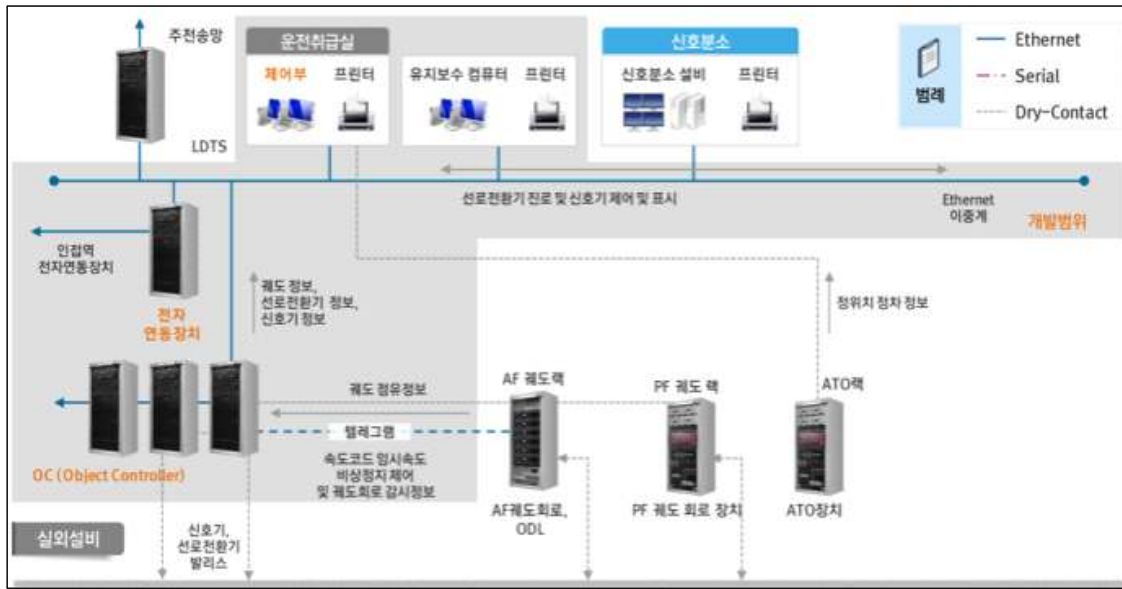 주전송망
LDTS
운전취급실
제어부
프린터
유지보수 컴퓨터
프린터
신호분소
신호분소 설비
프린터
범례
Ethernet
Serial
Dry-Contact
선로전환기 진로 및 신호기 제어 및 표시
Ethernet
이중계
개발범위
인접역
전자연동장치
전자
연동장치
궤도 정보,
선로전환기 정보,
신호기 정보
정위치 정차 정보
OC (Object Controller)
궤도 점유정보
텔레그램
속도코드 임시속도
비상정지 제어
및 궤도회로 감시정보
AF 궤도랙
AF궤도회로,
ODL
PF 궤도 랙
PF 궤도 회로 장치
ATO랙
ATO장치
실외설비
신호기,
선로전환기
발리스